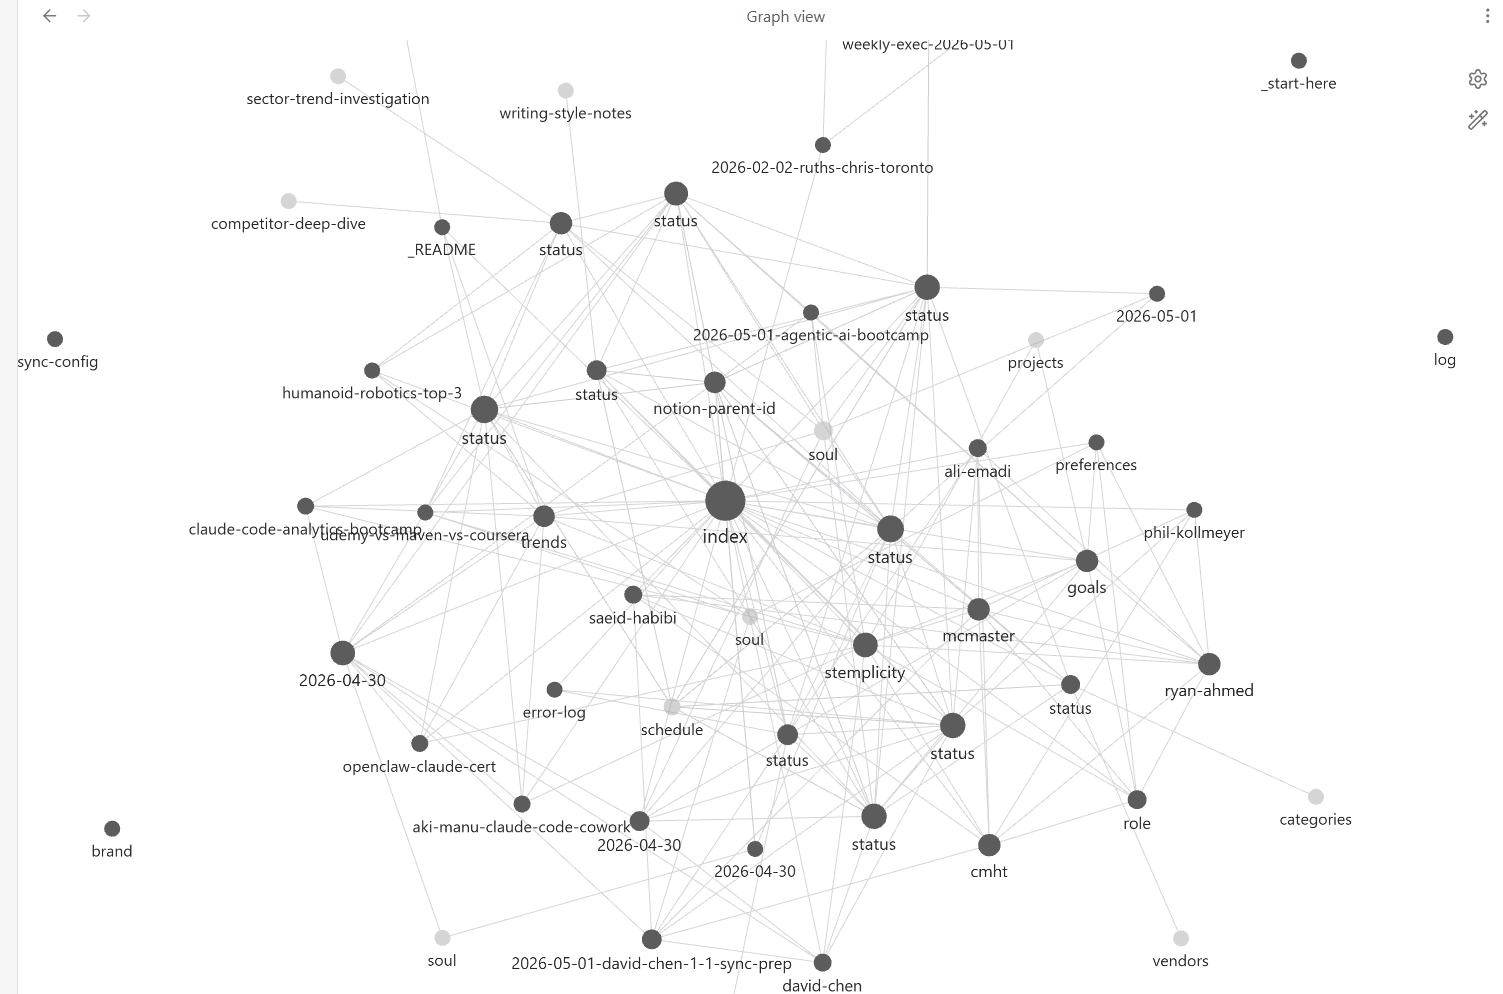 Graph view
weekly-exec-2026-05-01
_start-here
sector-trend-investigation
writing-style-notes
2026-02-02-ruths-chris-toronto
competitor-deep-dive
status
_README
status
status
2026-05-01
2026-05-01-agentic-ai-bootcamp
sync-config
projects
log
humanoid-robotics-top-3
status
notion-parent-id
status
soul
ali-emadi
preferences
claude-code-analytics-bootcamp
udemy-vs-maven-vs-coursera
trends
index
status
phil-kollmeyer
goals
saeid-habibi
soul
mcmaster
stemplicity
2026-04-30
ryan-ahmed
error-log
schedule
status
status
status
openclaw-claude-cert
aki-manu-claude-code-cowork
2026-04-30
status
role
categories
brand
2026-04-30
cmht
soul
2026-05-01-david-chen-1-1-sync-prep
vendors
david-chen